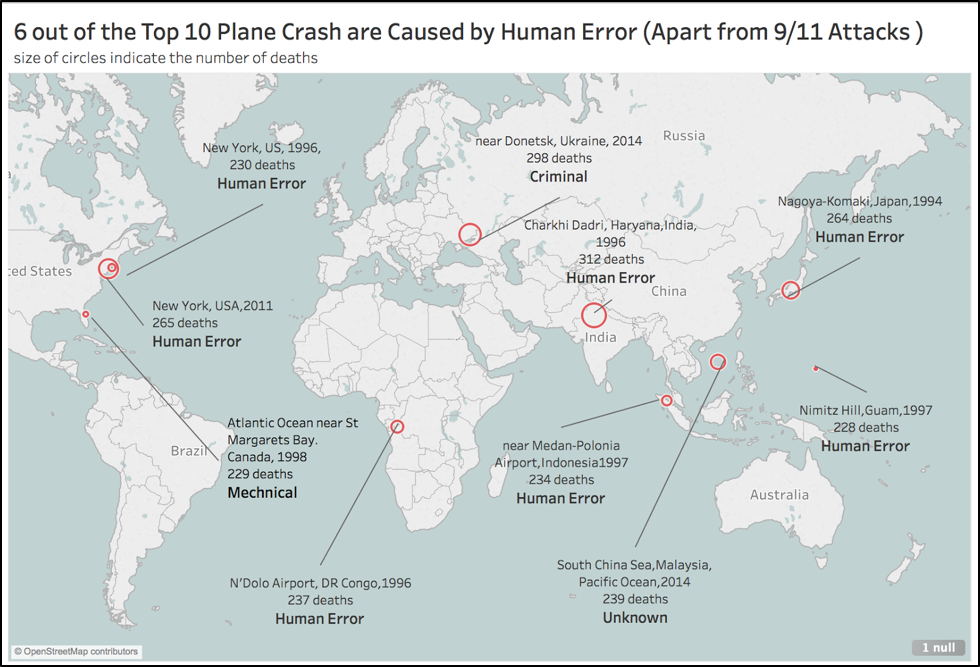 6 out of the Top 10 Plane Crash are Caused by Human Error (Apart from 9/11 Attacks )
size of circles indicate the number of deaths
New York, US, 1996,
230 deaths
Human Error
near Donetsk, Ukraine, 2014
298 deaths
Criminal
Russia
Nagoya-Komaki,Japan,1994
264 deaths
Human Error
Charkhi Dadri, Haryana,India,
1996
312 deaths
Human Error
ted States
China
India
New York, USA,2011
265 deaths
Human Error
Atlantic Ocean near St
Margarets Bay.
Canada, 1998
229 deaths
Mechnical
Brazil
near Medan-Polonia
Airport,Indonesia1997
234 deaths
Human Error
Nimitz Hill,Guam,1997
228 deaths
Human Error
Australia
N'Dolo Airport, DR Congo,1996
237 deaths
Human Error
South China Sea,Malaysia,
Pacific Ocean,2014
239 deaths
Unknown
© OpenStreetMap contributors
1 null